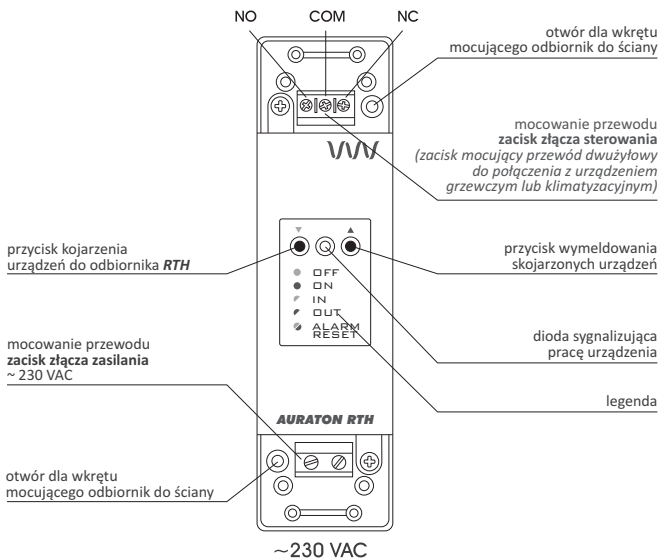 NO COM NC
otwór dla wkrętu
mocującego odbiornik do ściany
mocowanie przewodu
zacisk złącza sterowania
(zacisk mocujący przewód dwużyłowy
do połączenia z urządzeniem
grzewczym lub klimatyzacyjnym)
przycisk kojarzenia
urządzeń do odbiornika RTH
przycisk wymeldowania
skojarzonych urządzeń
OFF
ON
IN
OUT
ALARM
RESET
mocowanie przewodu
zacisk złącza zasilania
~ 230 VAC
dioda sygnalizująca
pracę urządzenia
legenda
AURATON RTH
otwór dla wkrętu
mocującego odbiornik do ściany
~230 VAC